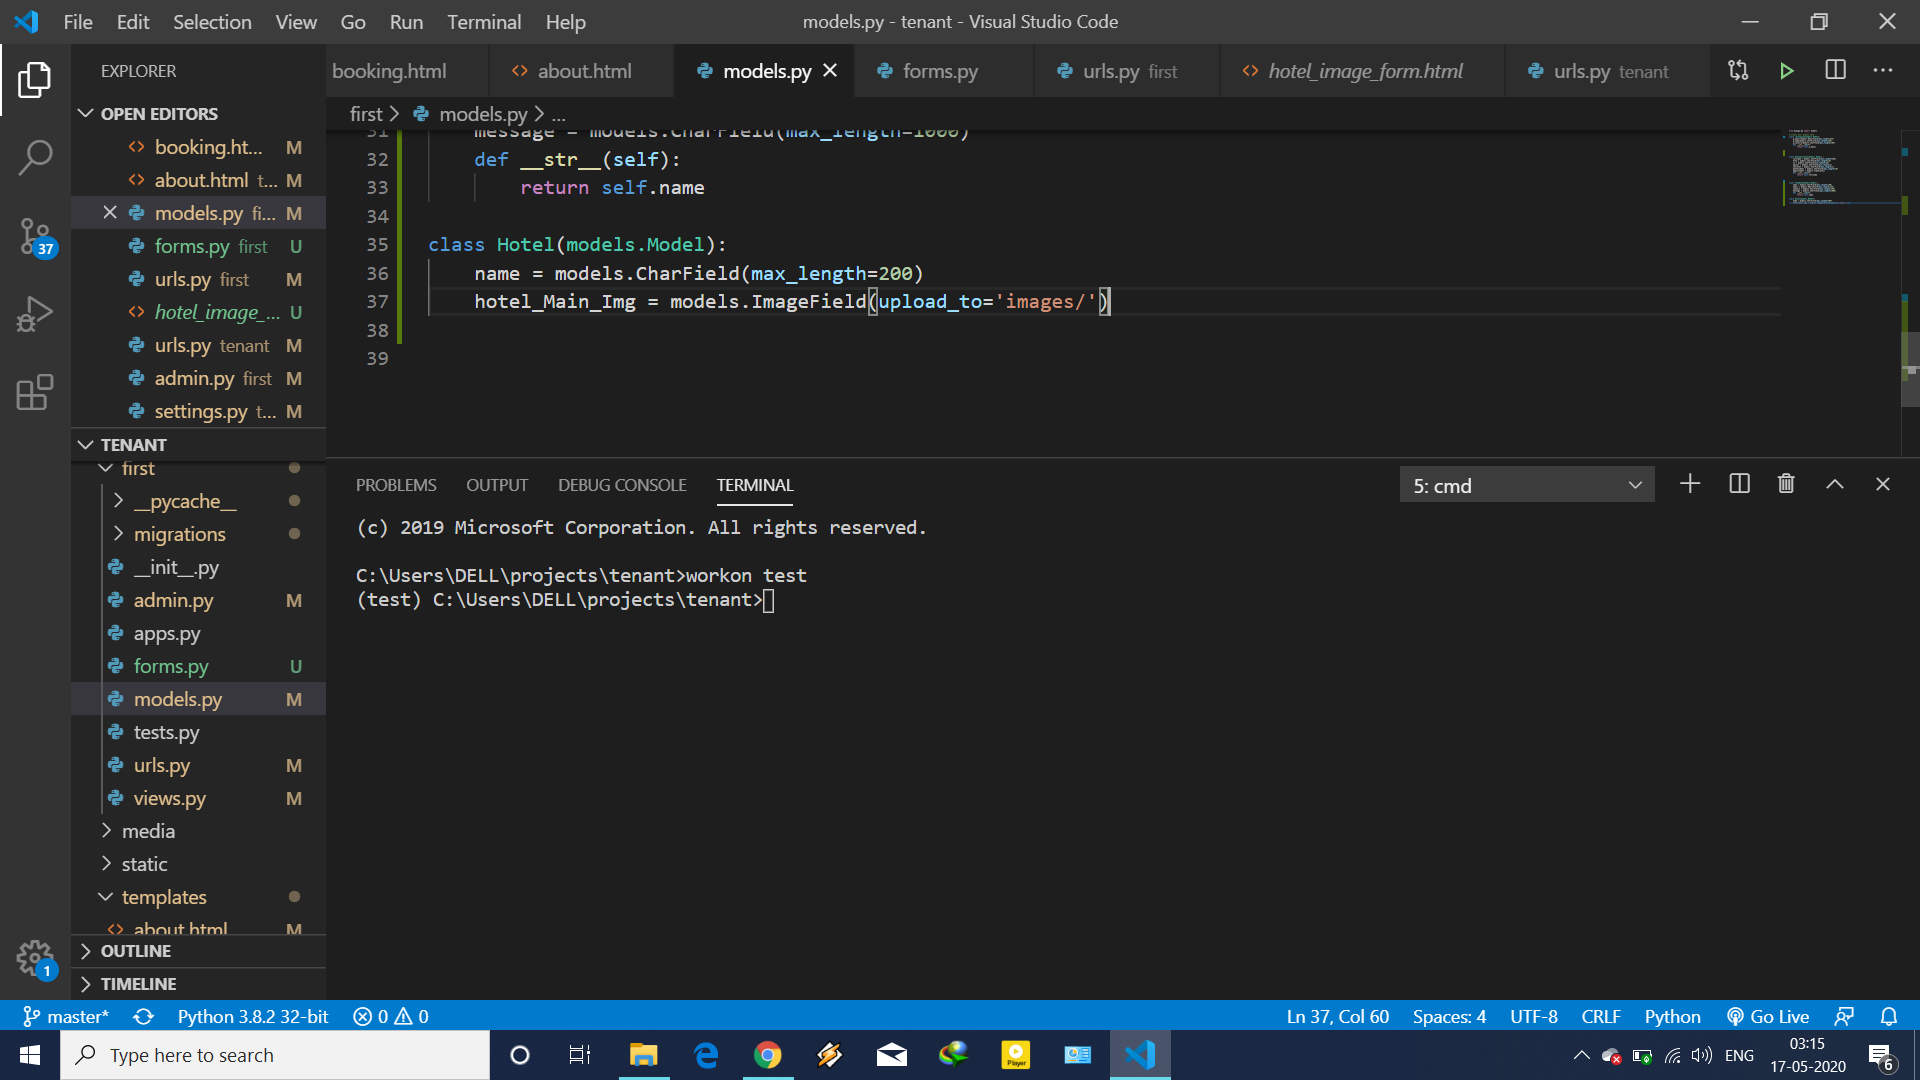 File Edit Selection View Go Run Terminal Help
models.py - tenant - Visual Studio Code
EXPLORER
OPEN EDITORS
booking.ht... M
about.html t... M
models.py fi... M
forms.py first U
urls.py first M
hotel_image_... U
urls.py tenant M
admin.py first M
settings.py t... M
TENANT
first
__pycache__
migrations
__init__.py
admin.py M
apps.py
forms.py U
models.py M
tests.py
urls.py M
views.py M
media
static
templates
about.html M
OUTLINE
TIMELINE
37
1
booking.html about.html models.py forms.py urls.py first hotel_image_form.html urls.py tenant
first > models.py > ...
31 message = models.CharField(max_length=1000)
32 def __str__(self):
33 return self.name
34
35 class Hotel(models.Model):
36 name = models.CharField(max_length=200)
37 hotel_Main_Img = models.ImageField(upload_to='images/')
38
39
PROBLEMS OUTPUT DEBUG CONSOLE TERMINAL
5: cmd
(c) 2019 Microsoft Corporation. All rights reserved.
C:\Users\DELL\projects\tenant>workon test
(test) C:\Users\DELL\projects\tenant>
master* Python 3.8.2 32-bit 0 0
Ln 37, Col 60 Spaces: 4 UTF-8 CRLF Python Go Live
Type here to search
Player
ENG
03:15
17-05-2020
6